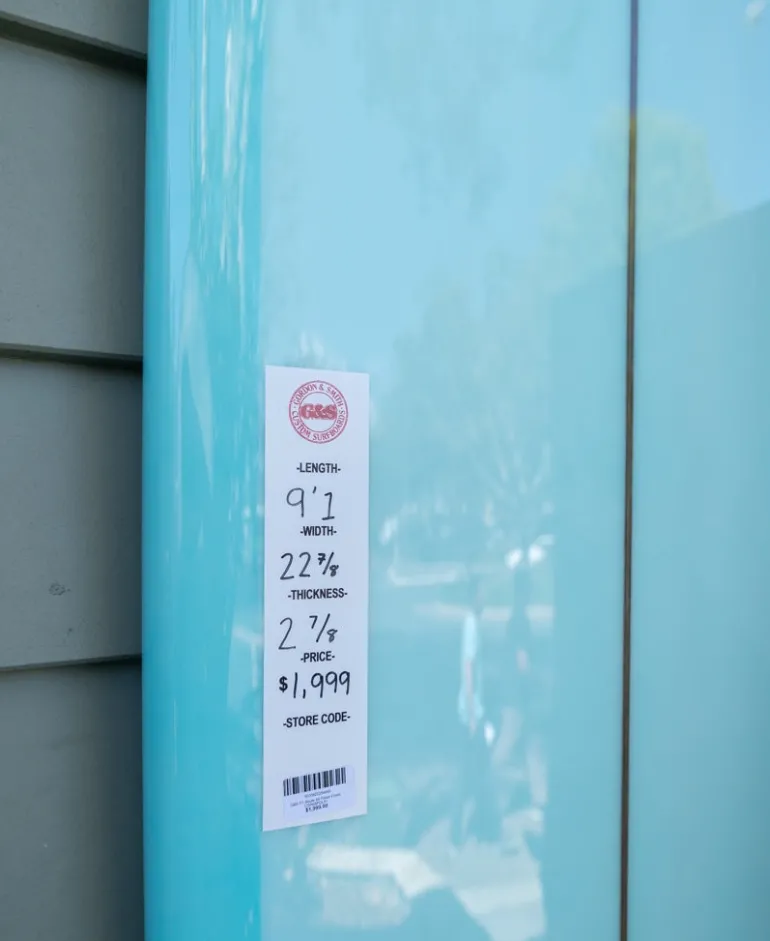 GORDON & SMITH
G&S
CUSTOM SURFBOARDS
-LENGTH-
9'1
-WIDTH-
22 7/8
-THICKNESS-
2 7/8
-PRICE-
$1,999
-STORE CODE-
$1,999.00